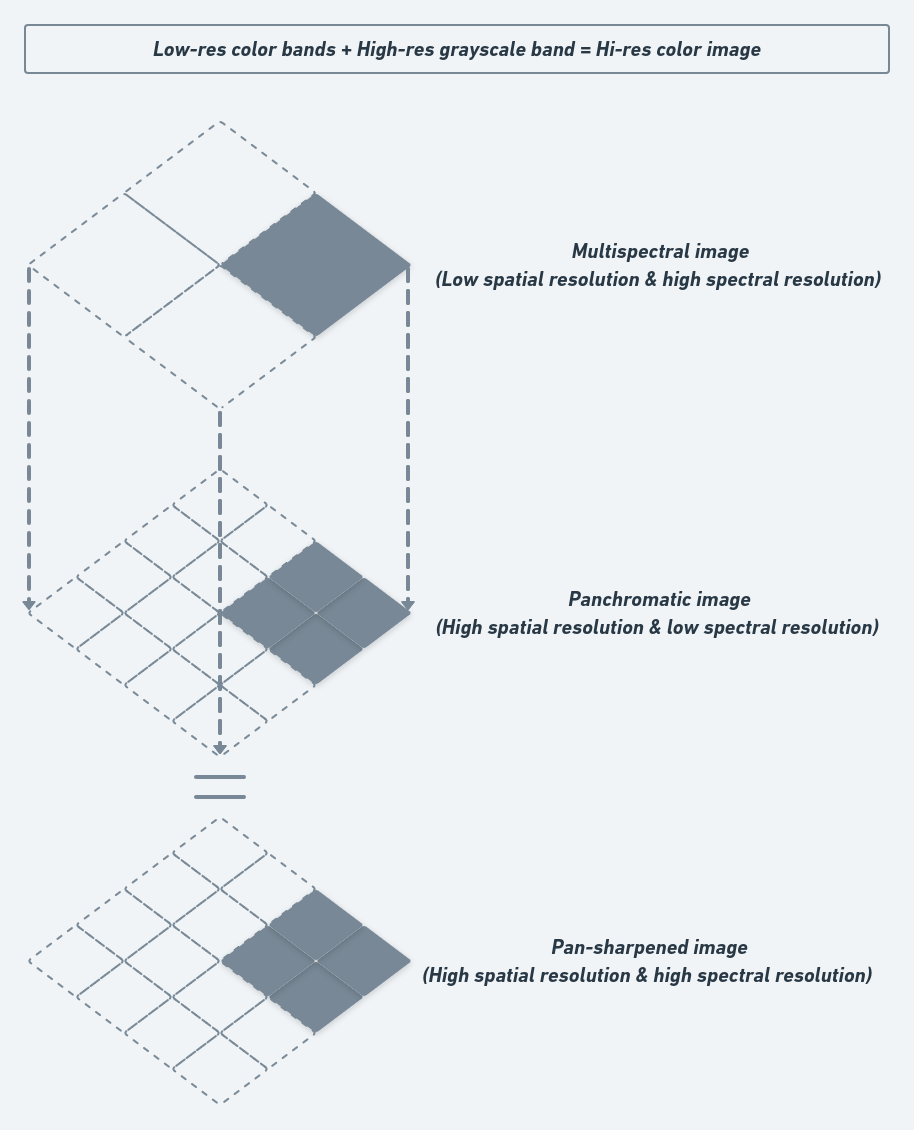 Low-res color bands + High-res grayscale band = Hi-res color image
Multispectral image
(Low spatial resolution & high spectral resolution)
Panchromatic image
(High spatial resolution & low spectral resolution)
Pan-sharpened image
(High spatial resolution & high spectral resolution)